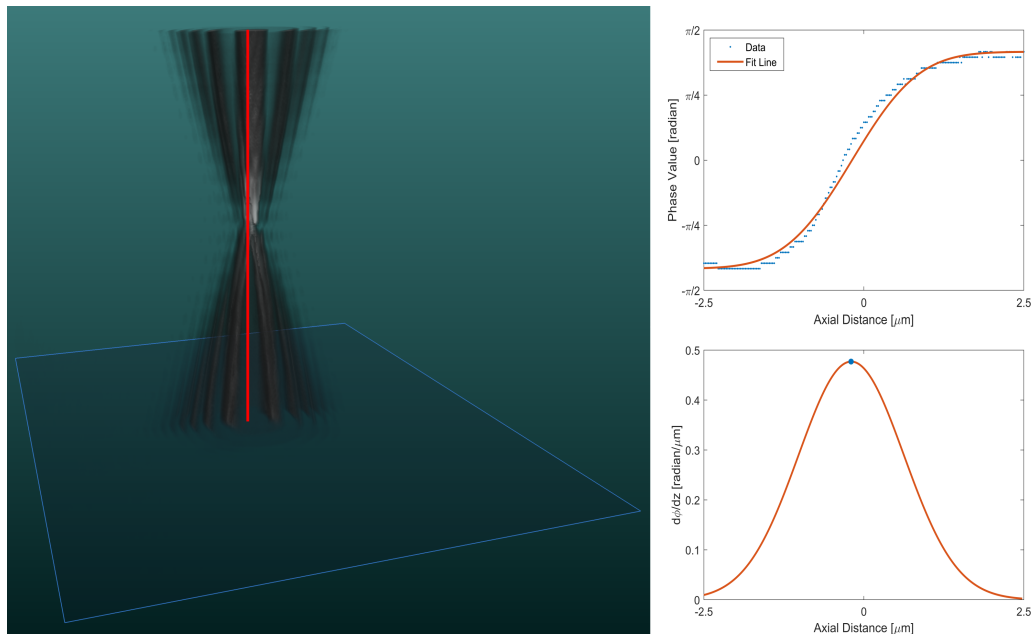 π/2
π/4
0
-π/4
-π/2
Phase Value [radian]
Data
Fit Line
-2.5
0
2.5
Axial Distance [μm]
0.5
0.4
0.3
0.2
0.1
0
dϕ/dz [radian/μm]
-2.5
0
2.5
Axial Distance [μm]